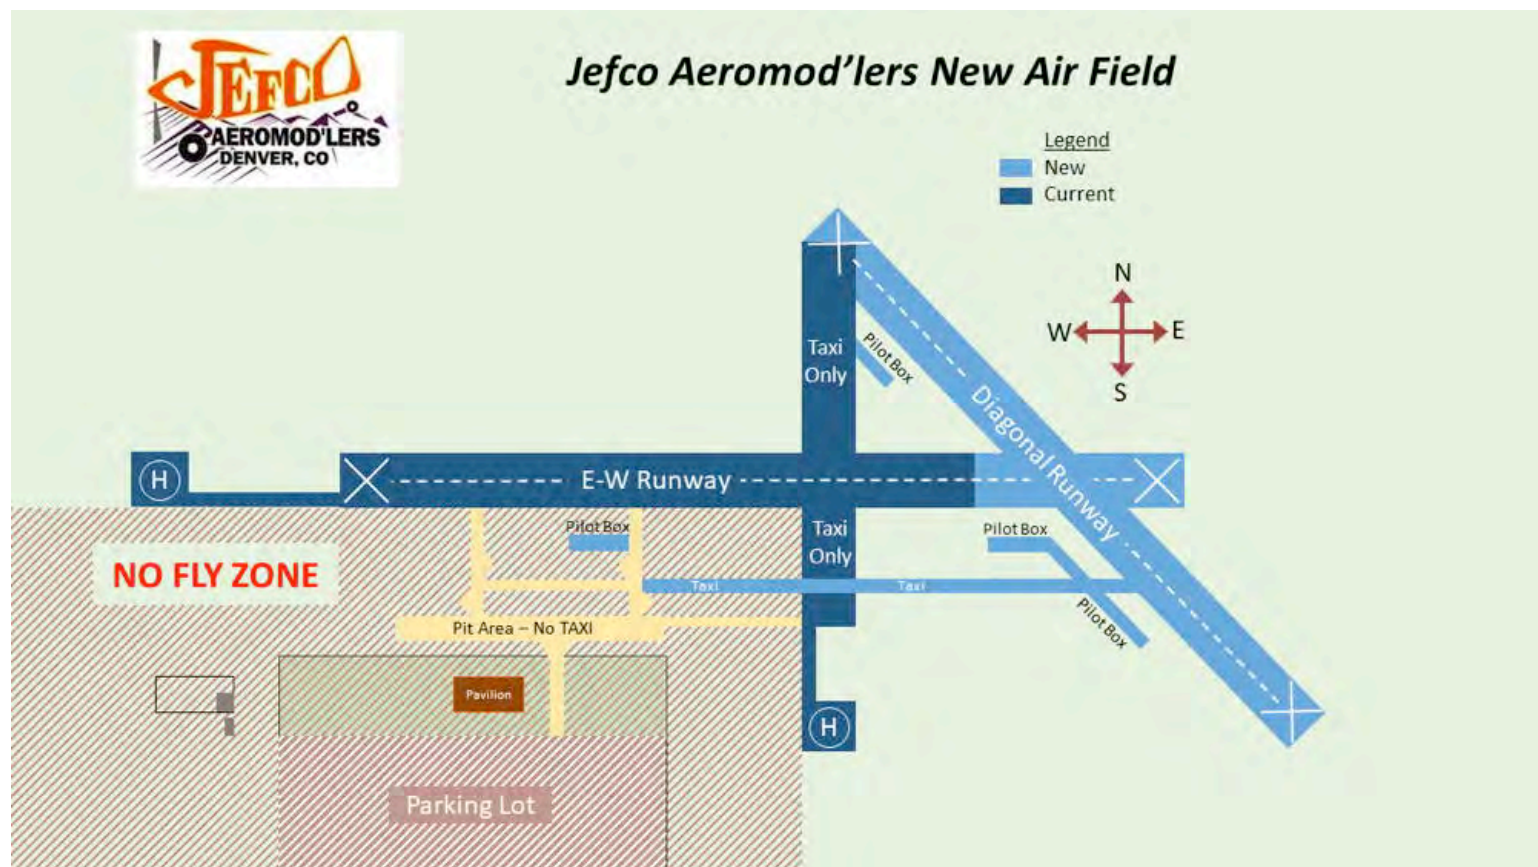 JEFCO
AEROMOD'LERS
DENVER, CO
Jefco Aeromod’lers New Air Field
Legend
New
Current
N
W E
S
Taxi
Only
Pilot Box
Diagonal Runway
H
E-W Runway
Pilot Box
Taxi
Only
Pilot Box
NO FLY ZONE
Taxi
Taxi
Pilot Box
Pit Area – No TAXI
Pavilion
H
Parking Lot